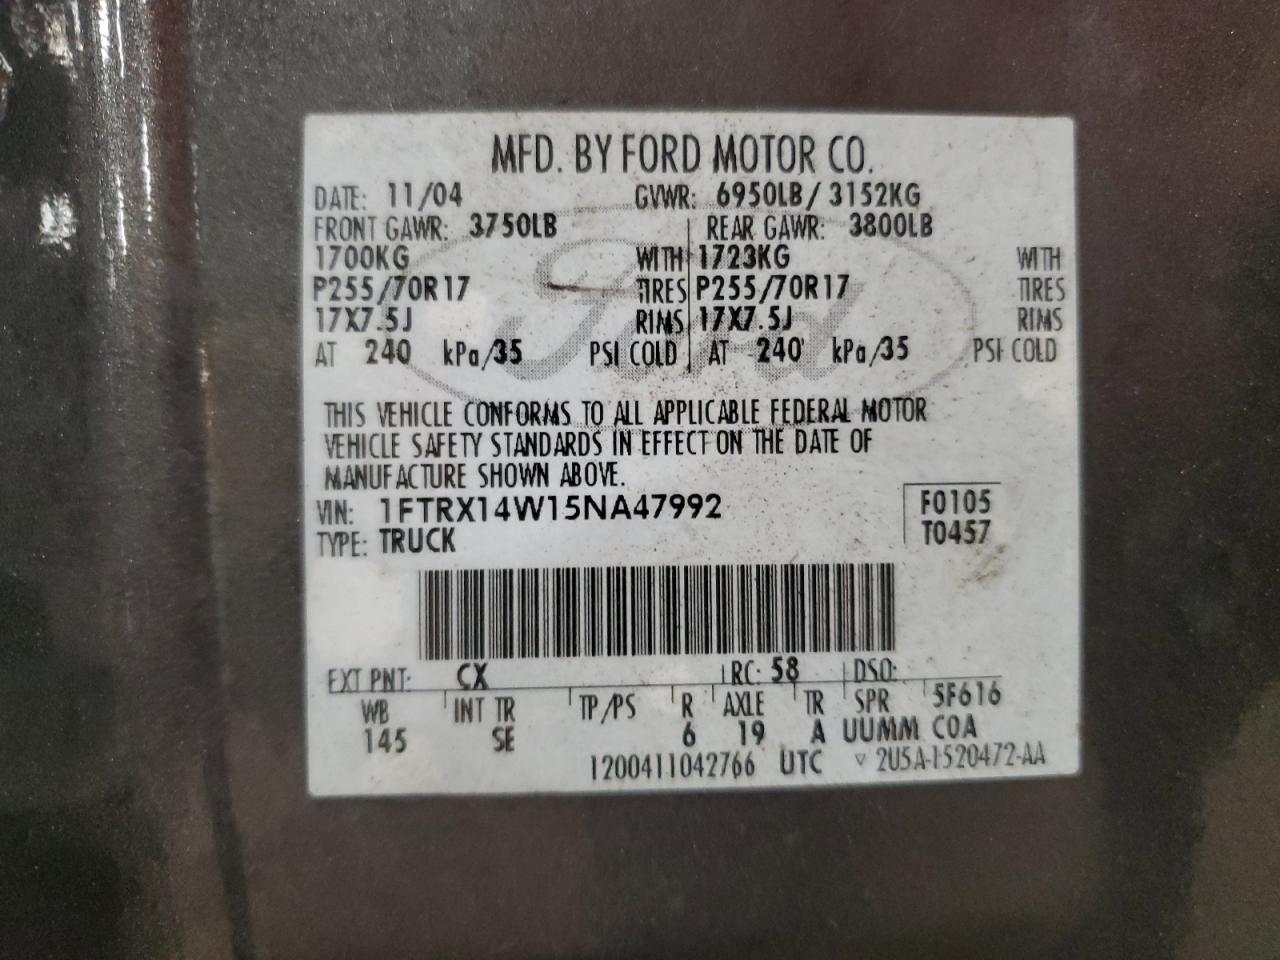 MFD. BY FORD MOTOR CO.
DATE: 11/04 GVWR: 6950LB/ 3152KG
FRONT GAWR: 3750LB REAR GAWR: 3800LB
1700KG WITH 1723KG WITH
P255/70R17 TIRES P255/70R17 TIRES
17X7.5J RIMS 17X7.5J RIMS
AT 240 kPa/35 PSI COLD AT 240 kPa/35 PSI COLD
Ford
THIS VEHICLE CONFORMS TO ALL APPLICABLE FEDERAL MOTOR
VEHICLE SAFETY STANDARDS IN EFFECT ON THE DATE OF
MANUFACTURE SHOWN ABOVE.
VIN: 1FTRX14W15NA47992 F0105
TYPE: TRUCK T0457
EXT PNT: CX RC: 58 DSO:
WB INT TR TP/PS R AXLE TR SPR 5F616
145 SE 6 19 A UUMM COA
1200411042766 UTC ▽ 2U5A-1520472-AA